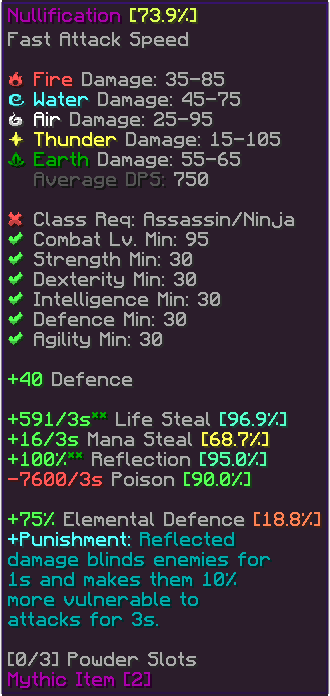 Nullification [73.9%]
Fast Attack Speed
Fire Damage: 35-85
Water Damage: 45-75
Air Damage: 25-95
Thunder Damage: 15-105
Earth Damage: 55-65
Average DPS: 750
Class Req: Assassin/Ninja
Combat Lv. Min: 95
Strength Min: 30
Dexterity Min: 30
Intelligence Min: 30
Defence Min: 30
Agility Min: 30
+40 Defence
+591/3s** Life Steal [96.9%]
+16/3s Mana Steal [68.7%]
+100%** Reflection [95.0%]
-7600/3s Poison [90.0%]
+75% Elemental Defence [18.8%]
+Punishment: Reflected
damage blinds enemies for
1s and makes them 10%
more vulnerable to
attacks for 3s.
[0/3] Powder Slots
Mythic Item [2]